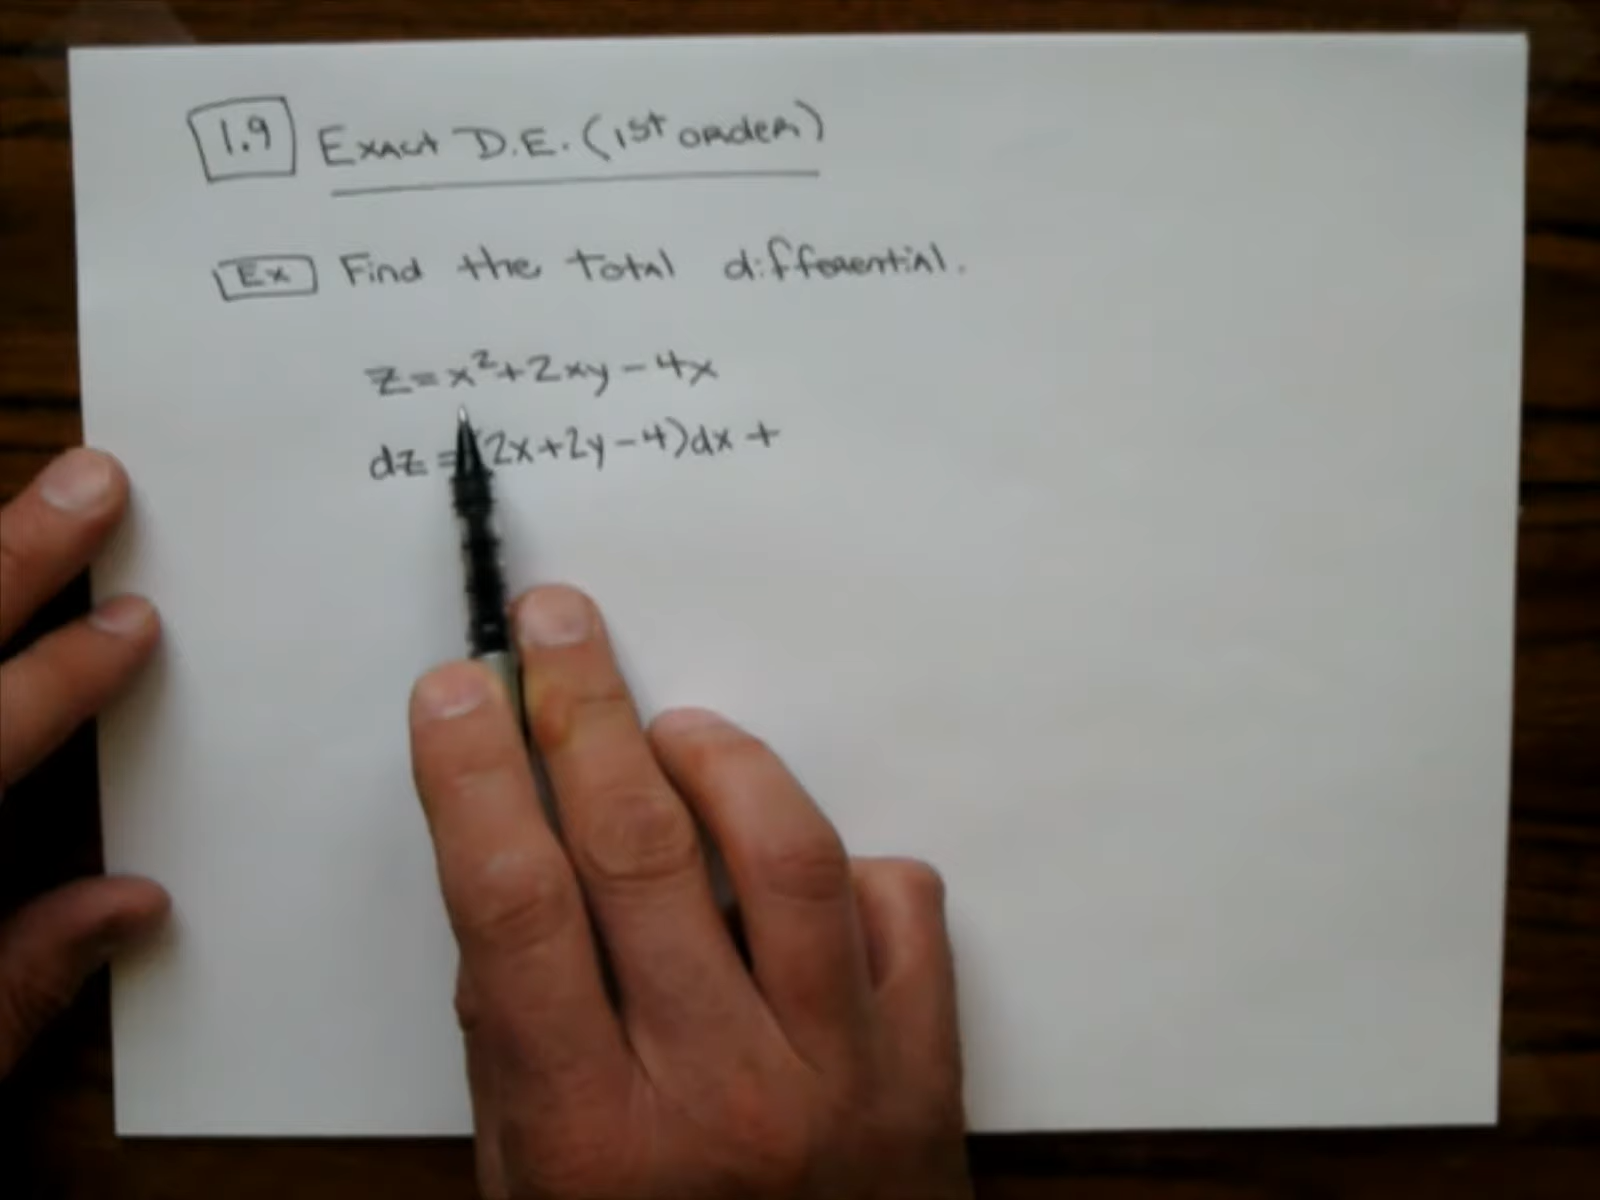 1.9 Exact D.E. (1st order)
Ex Find the total differential.
z=x²+2xy-4x
dz=(2x+2y-4)dx+